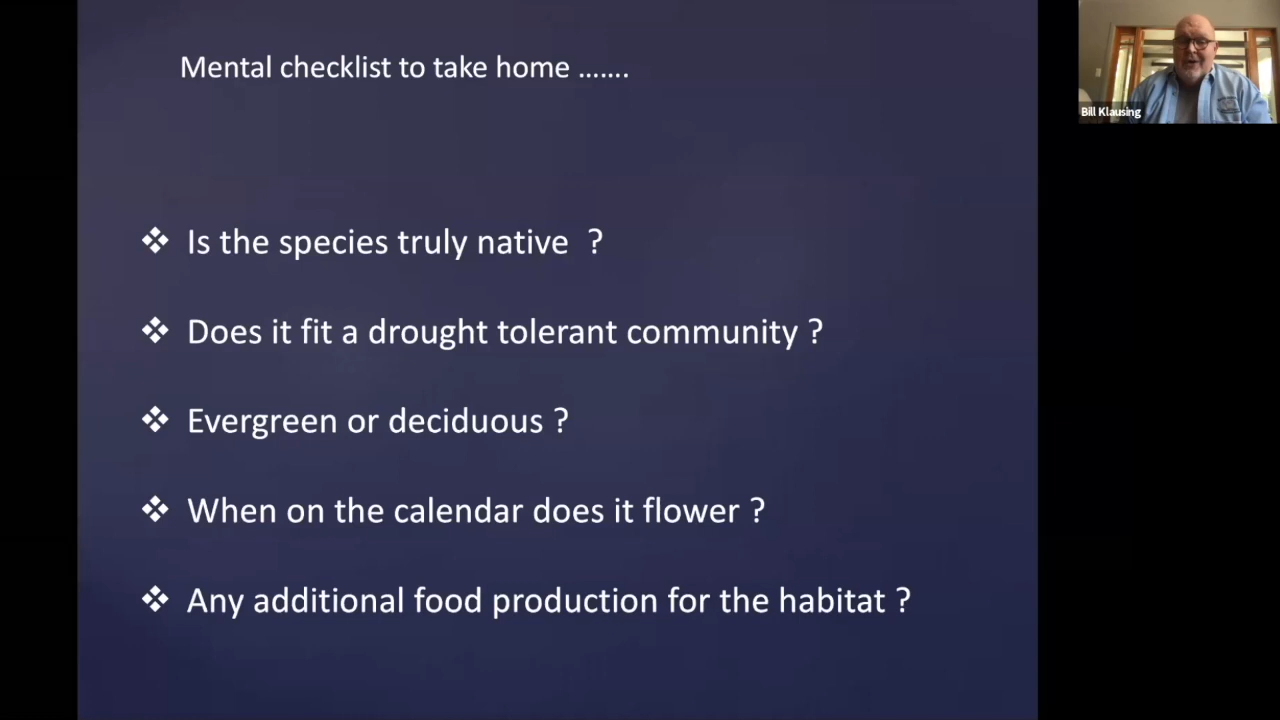 Mental checklist to take home .......
Bill Klausing
❖ Is the species truly native ?
❖ Does it fit a drought tolerant community ?
❖ Evergreen or deciduous ?
❖ When on the calendar does it flower ?
❖ Any additional food production for the habitat ?